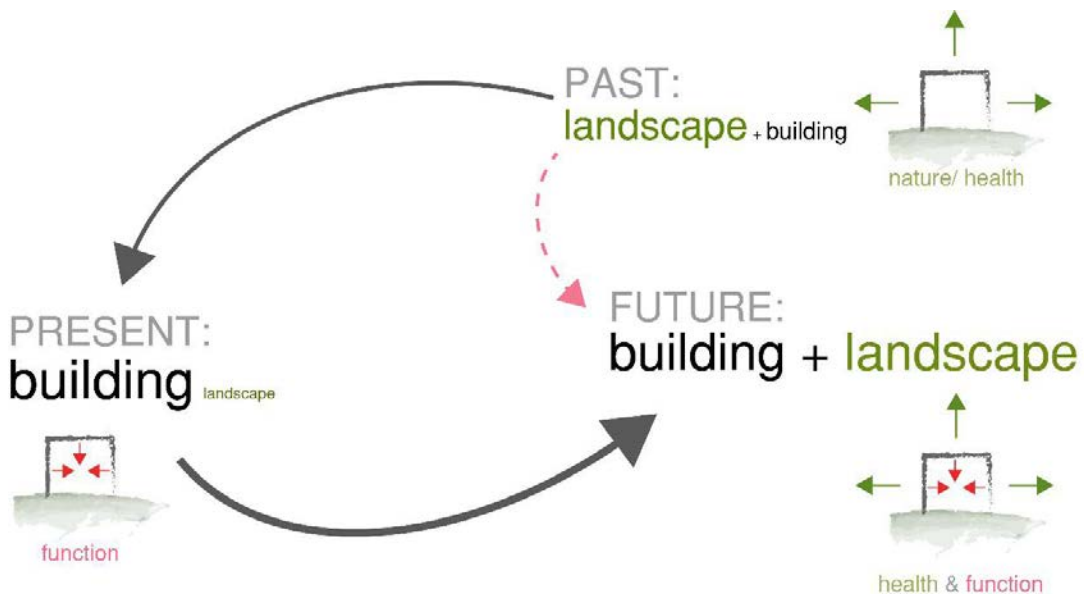 PAST:
landscape + building
nature/ health
PRESENT:
building landscape
function
FUTURE:
building + landscape
health & function